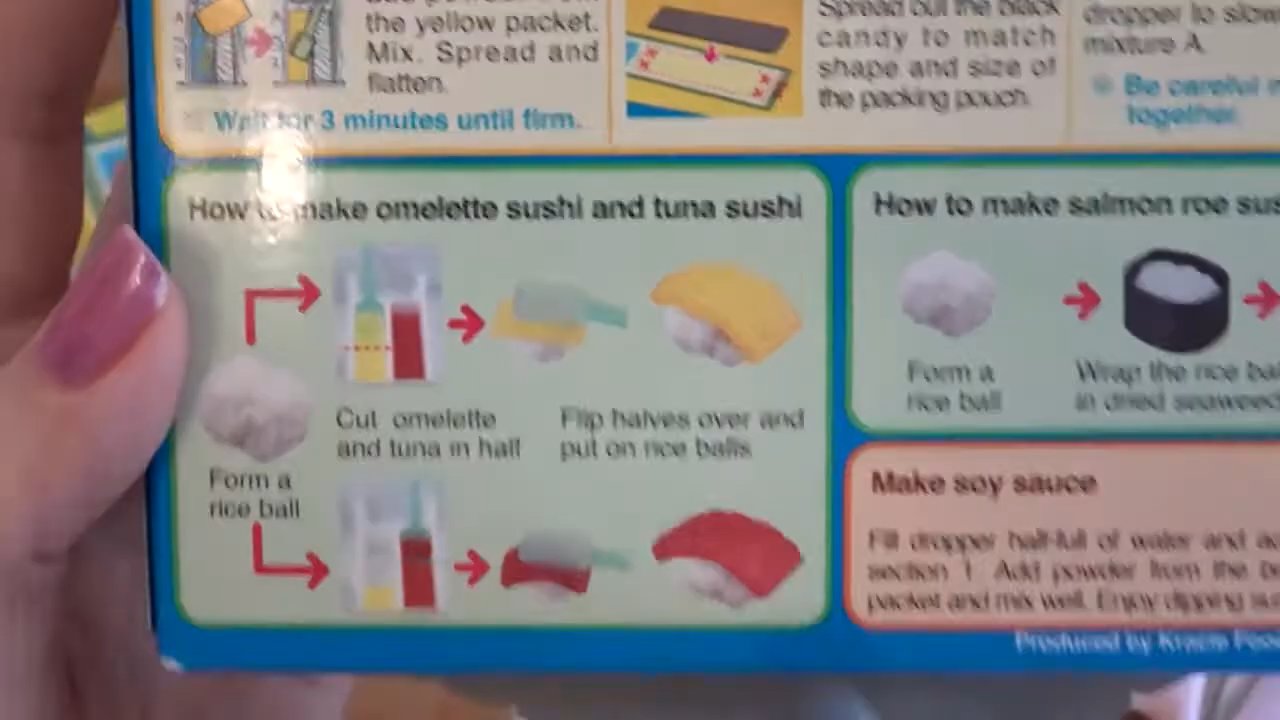 the yellow packet.
Mix. Spread and
flatten.
Wait for 3 minutes until firm.
Spread out the black
candy to match
shape and size of
the packing pouch.
dropper to slow
mixture A.
Be careful
together.
How to make omelette sushi and tuna sushi
Form a
rice ball
Cut omelette
and tuna in half
Flip halves over and
put on rice balls
How to make salmon roe sus
Form a
rice ball
Wrap the rice bal
in dried seaweed
Make soy sauce
Fill dropper half-full of water and
section 1. Add powder from the
packet and mix well. Enjoy dipping
Produced by Kracie Foo